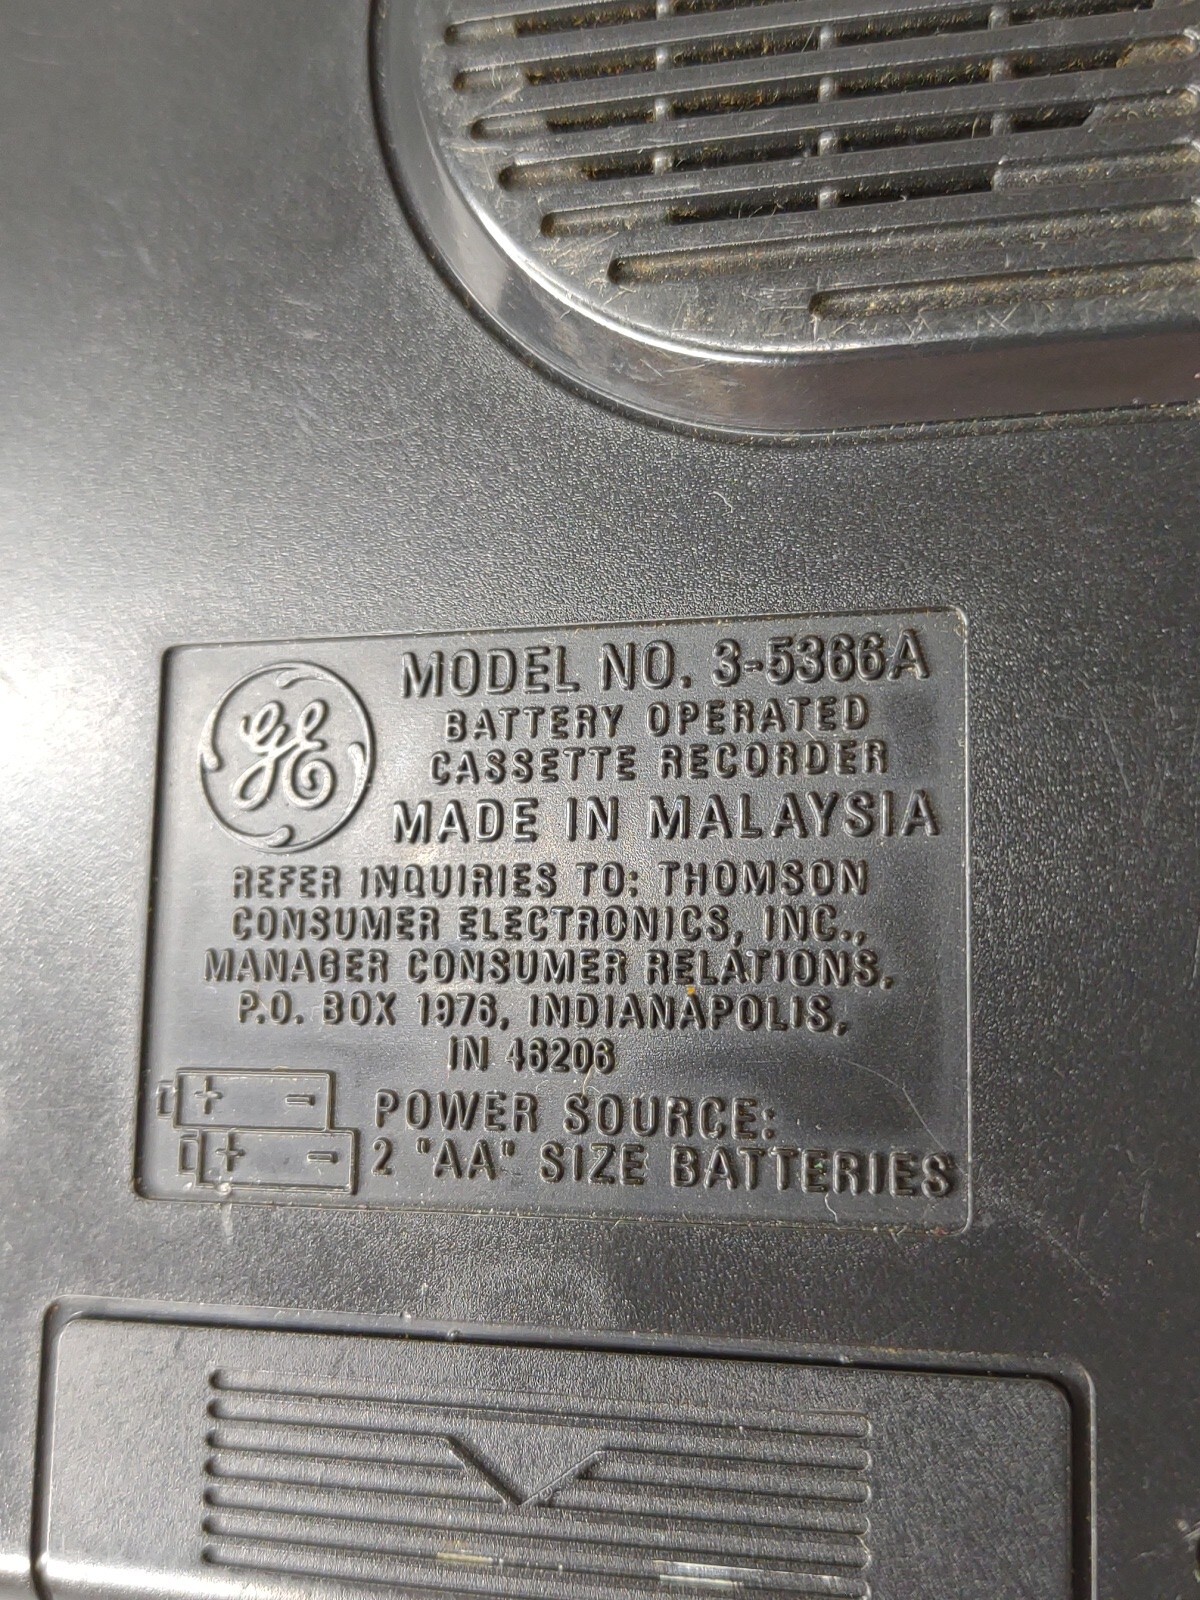 GE
MODEL NO. 3-5366A
BATTERY OPERATED
CASSETTE RECORDER
MADE IN MALAYSIA
REFER INQUIRIES TO: THOMSON
CONSUMER ELECTRONICS, INC.,
MANAGER CONSUMER RELATIONS,
P.O. BOX 1976, INDIANAPOLIS,
IN 46206
+ - POWER SOURCE:
+ - 2 "AA" SIZE BATTERIES